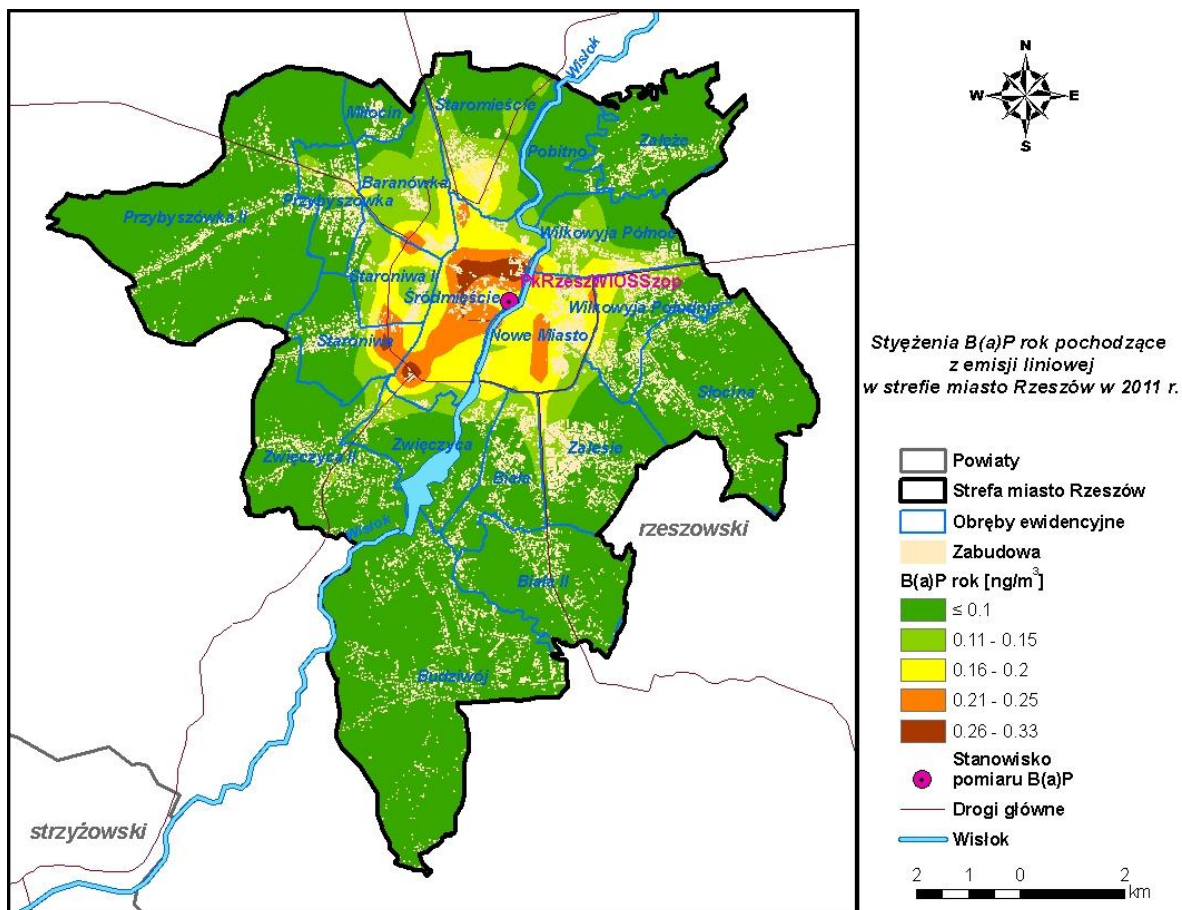 N
W E
S
Wisłok
Miłocin
Staromieście
Pobitno
Załęże
Baranówka
Przybyszówka
Przybyszówka II
Wilkowyja Północ
Staroniwa II
PkRzeszWIOSSzop
Śródmieście
Wilkowyja Południe
Staroniwa
Nowe Miasto
Słocina
Zwięczyca
Zwięczyca II
Zalesie
Biała
Wisłok
rzeszowski
Biała II
Budziwój
strzyżowski
Styężenia B(a)P rok pochodzące
z emisji liniowej
w strefie miasto Rzeszów w 2011 r.
Powiaty
Strefa miasto Rzeszów
Obręby ewidencyjne
Zabudowa
B(a)P rok [ng/m³]
≤ 0.1
0.11 - 0.15
0.16 - 0.2
0.21 - 0.25
0.26 - 0.33
Stanowisko
pomiaru B(a)P
Drogi główne
Wisłok
2 1 0 2
km